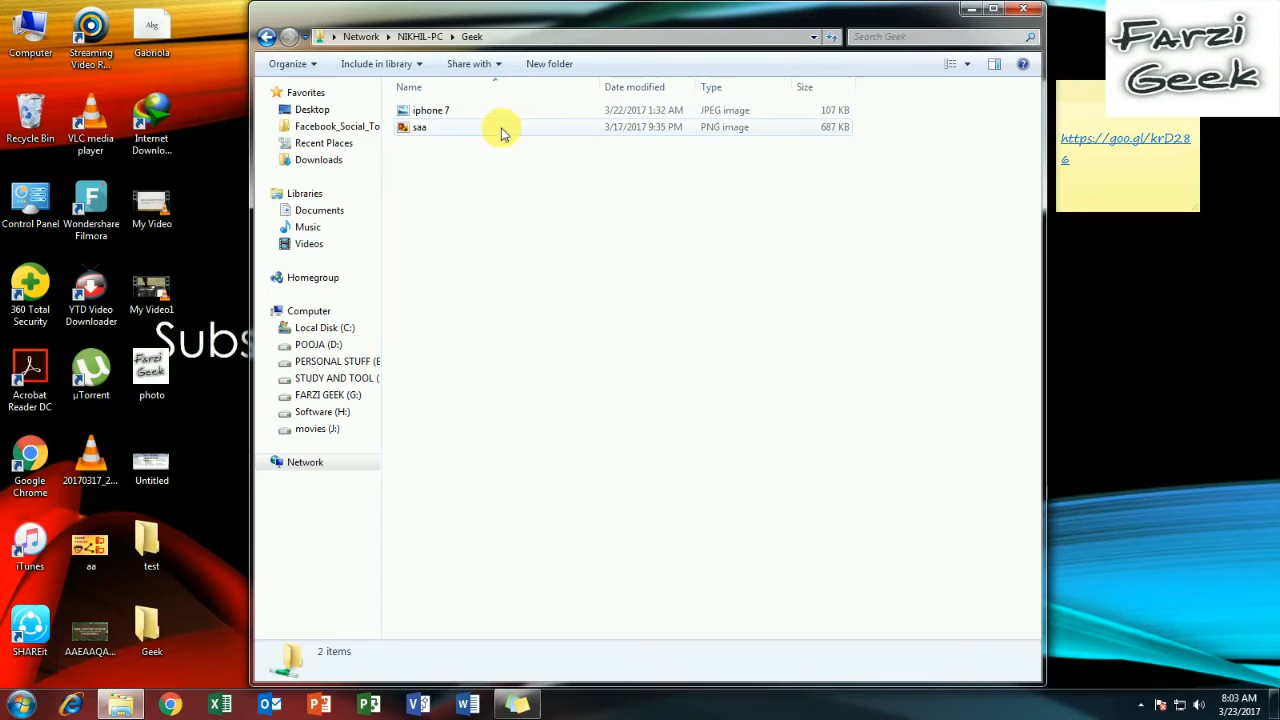 Computer
Streaming
Video R...
Abg
Gabriola
Recycle Bin
VLC media
player
Internet
Downlo...
Control Panel
Wondershare
Filmora
My Video
360 Total
Security
YTD Video
Downloader
My Video1
Subs
Acrobat
Reader DC
µTorrent
Farzi
Geek
photo
Google
Chrome
20170317_2...
Untitled
iTunes
aa
test
SHAREit
AAEAAQA...
Geek
Network
NIKHIL-PC
Geek
Search Geek
Organize
Include in library
Share with
New folder
Favorites
Desktop
Facebook_Social_To
Recent Places
Downloads
Libraries
Documents
Music
Videos
Homegroup
Computer
Local Disk (C:)
POOJA (D:)
PERSONAL STUFF (E
STUDY AND TOOL (
FARZI GEEK (G:)
Software (H:)
movies (J:)
Network
Name Date modified Type Size
iphone 7 3/22/2017 1:32 AM JPEG image 107 KB
saa 3/17/2017 9:35 PM PNG image 687 KB
2 items
Farzi
Geek
https://goo.gl/krD28
6
8:03 AM
3/23/2017